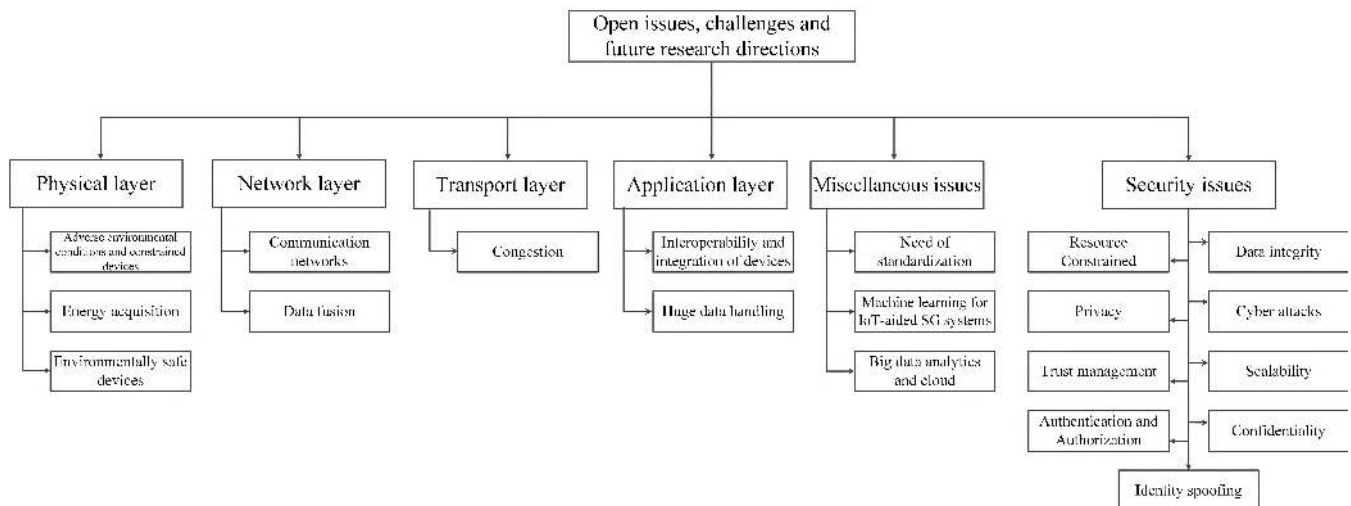 Open issues, challenges and
future research directions
Physical layer
Network layer
Transport layer
Application layer
Miscellaneous issues
Security issues
Adverse environmental
conditions and constrained
devices
Energy acquisition
Environmentally safe
devices
Communication
networks
Data fusion
Congestion
Interoperability and
integration of devices
Huge data handling
Need of
standardization
Machine learning for
IoT-aided SG systems
Big data analytics
and cloud
Resource
Constrained
Privacy
Trust management
Authentication and
Authorization
Data integrity
Cyber attacks
Scalability
Confidentiality
Identity spoofing